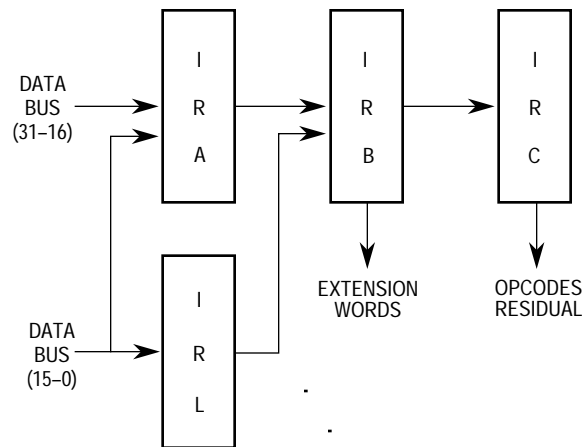 DATA
BUS
(31–16)
I
R
A
I
R
B
I
R
C
EXTENSION
WORDS
OPCODES
RESIDUAL
DATA
BUS
(15–0)
I
R
L